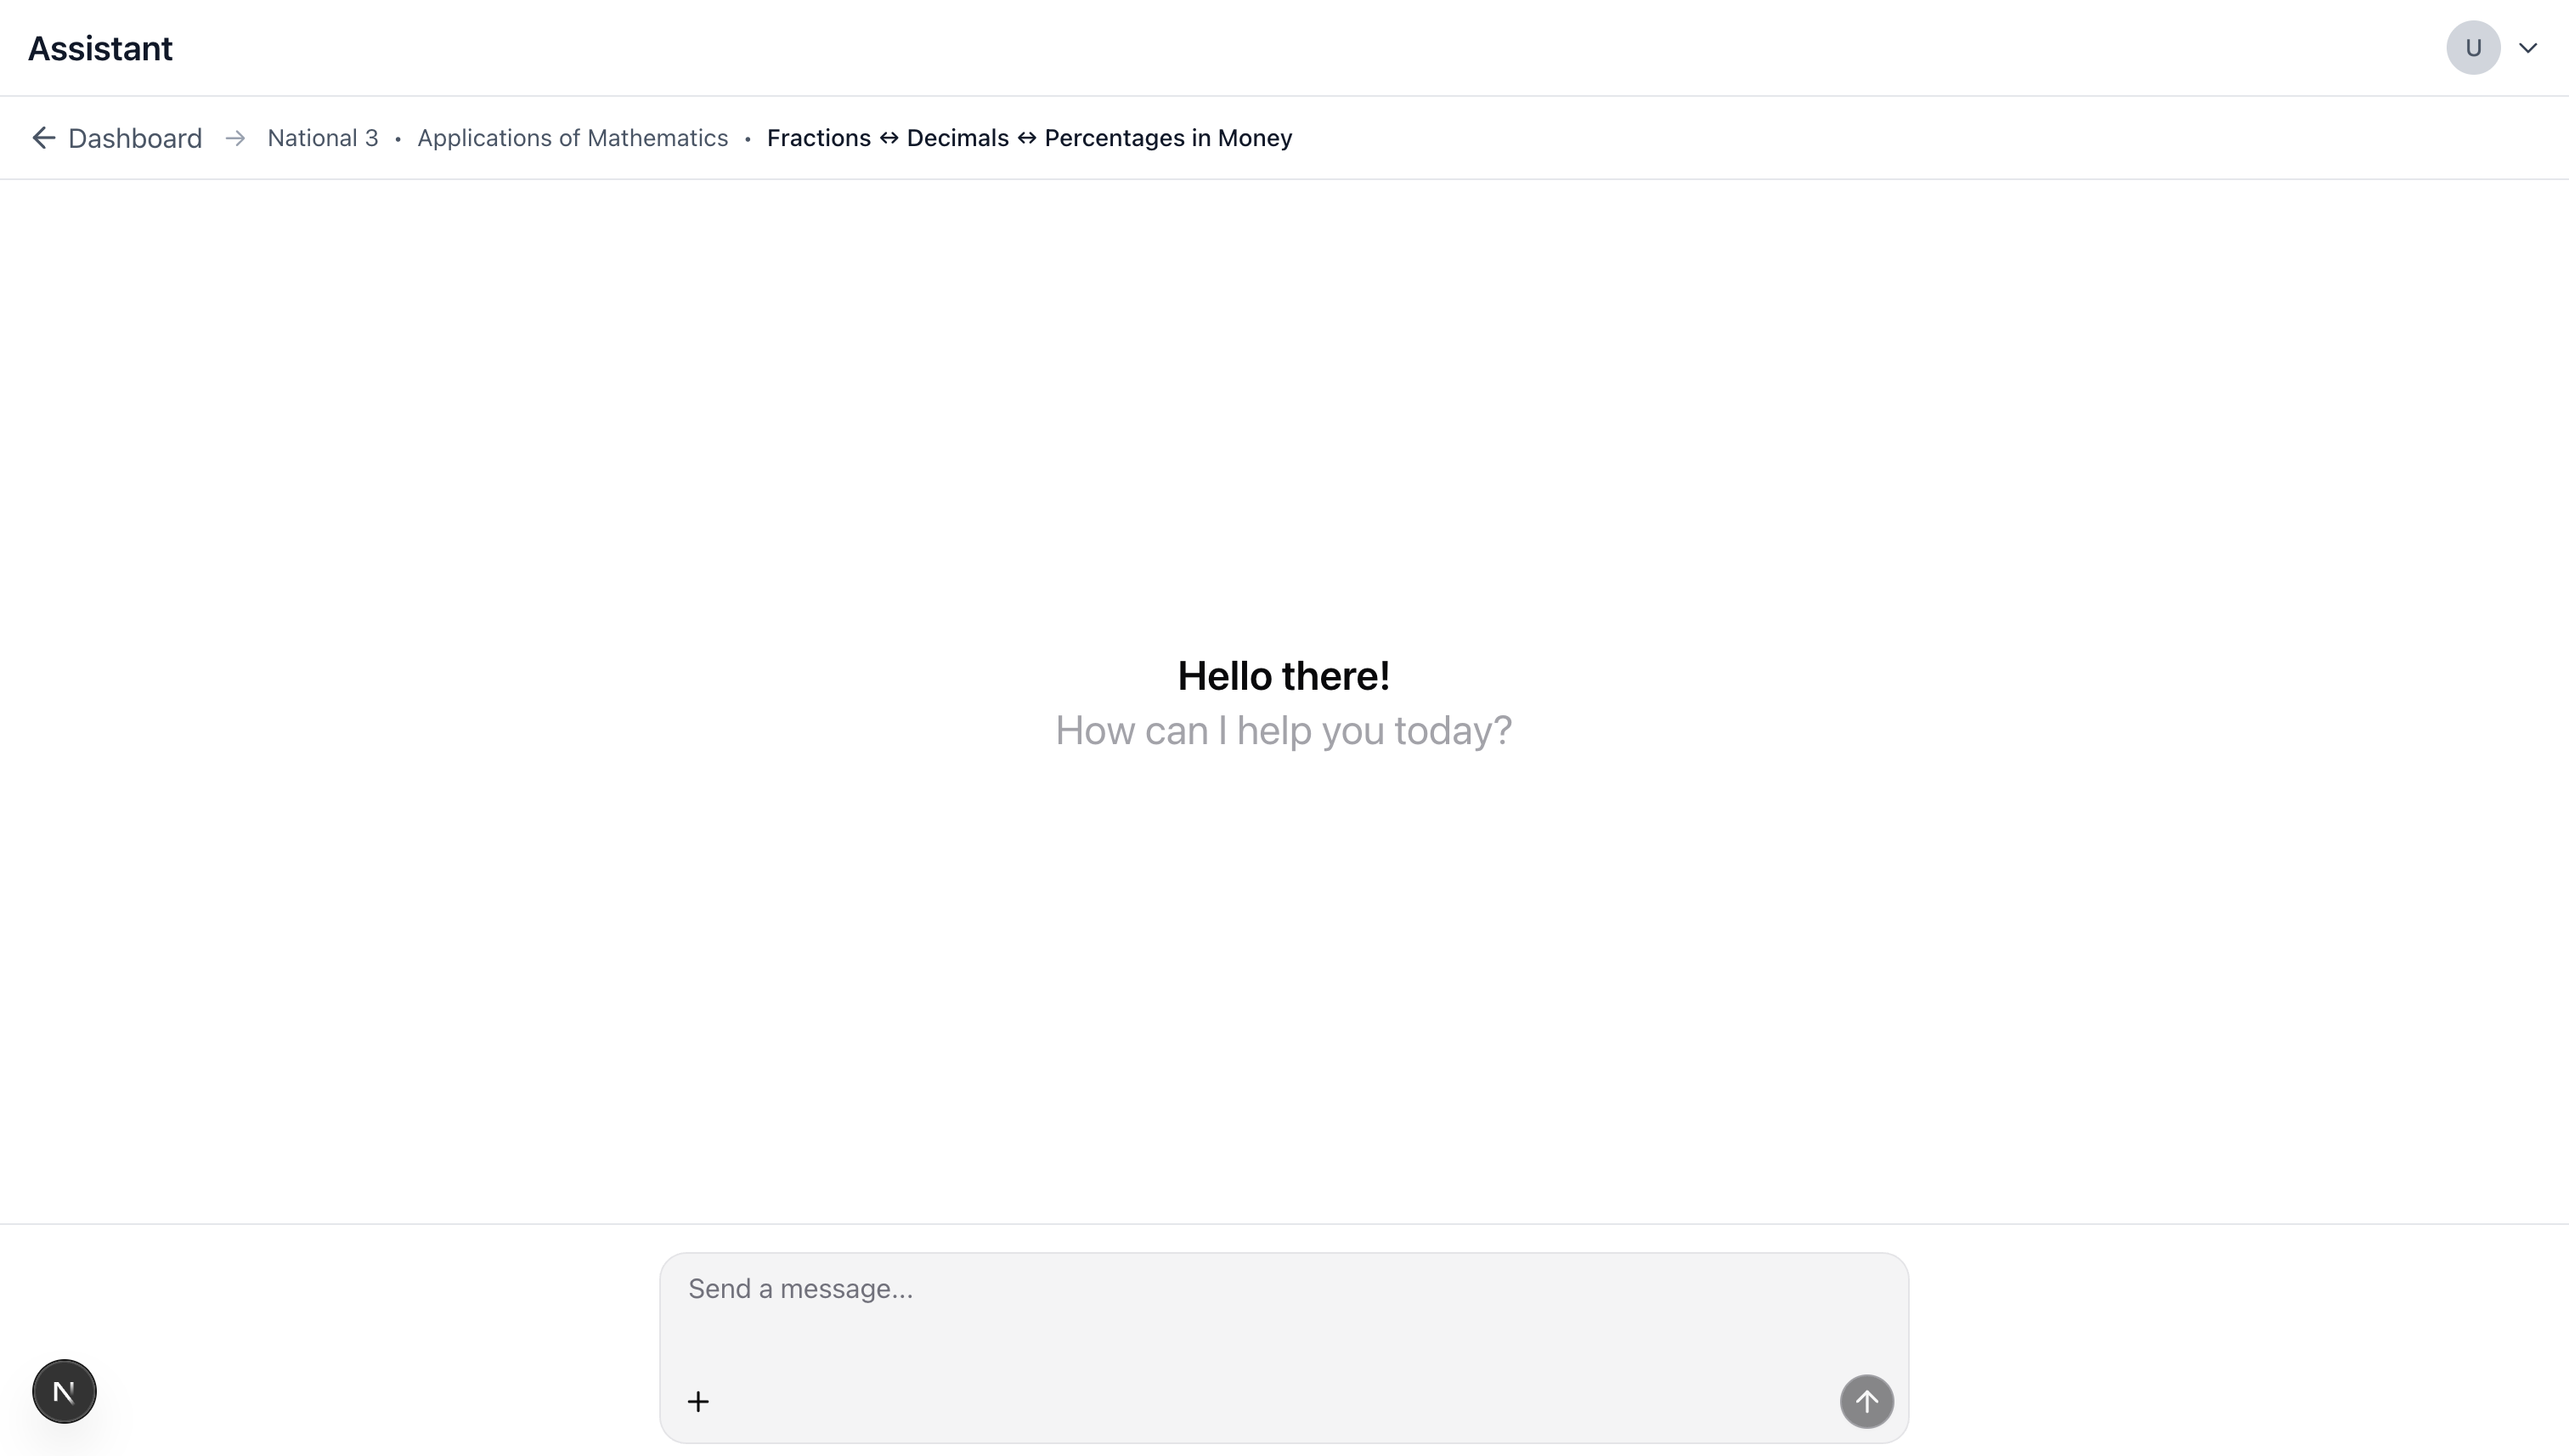 Assistant
U
← Dashboard → National 3 • Applications of Mathematics • Fractions ↔ Decimals ↔ Percentages in Money
Hello there!
How can I help you today?
Send a message...
N